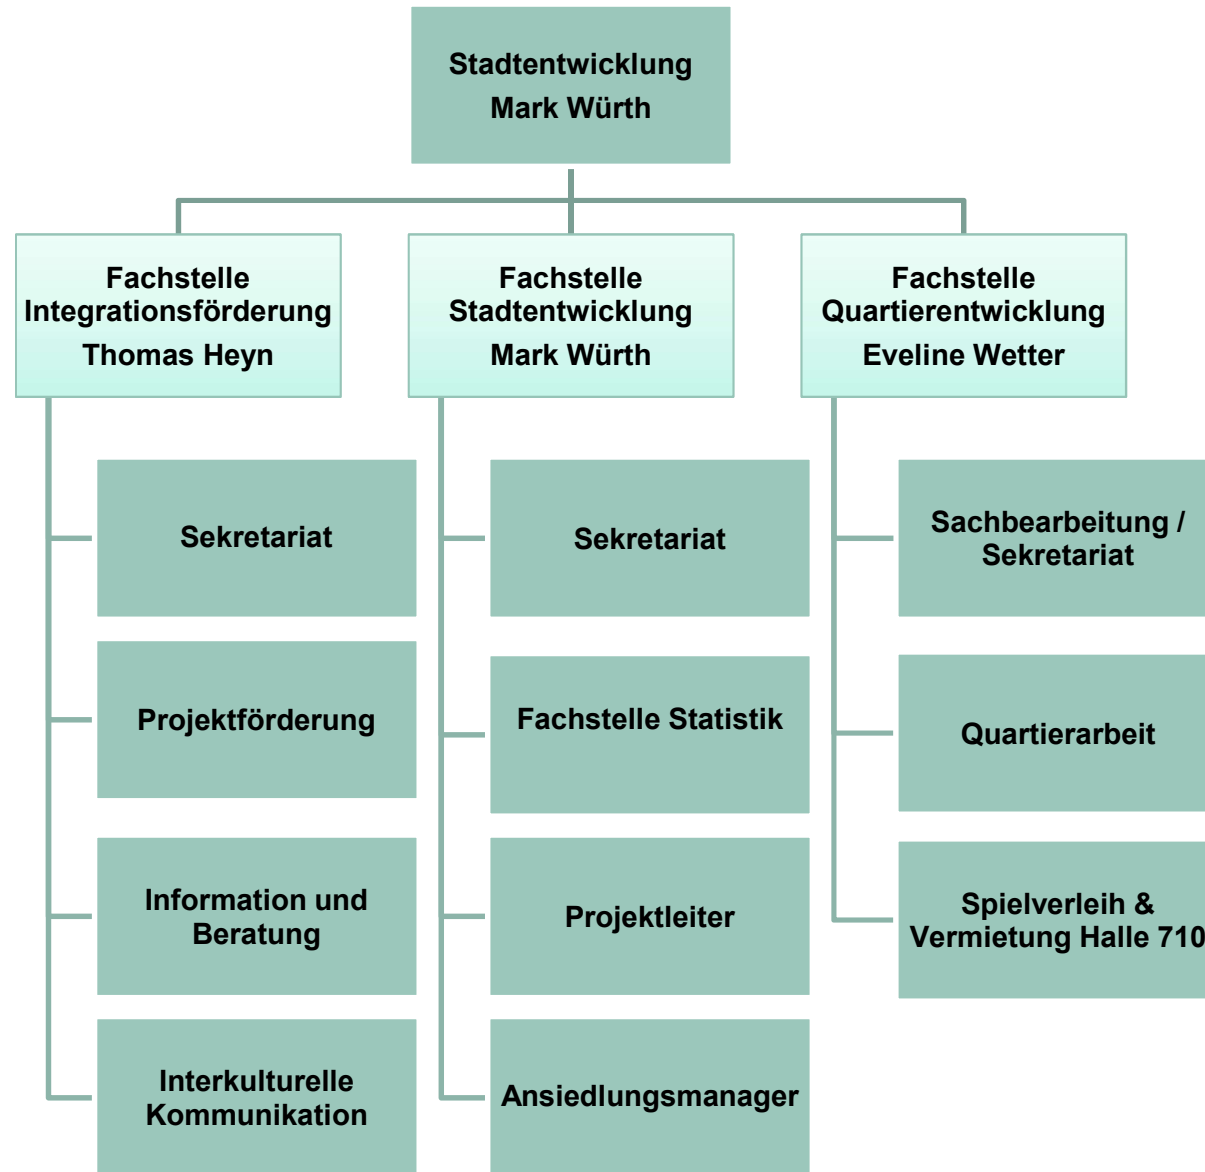 Stadtentwicklung
Mark Würth
Fachstelle
Integrationsförderung
Thomas Heyn
Fachstelle
Stadtentwicklung
Mark Würth
Fachstelle
Quartierentwicklung
Eveline Wetter
Sekretariat
Projektförderung
Information und
Beratung
Interkulturelle
Kommunikation
Sekretariat
Fachstelle Statistik
Projektleiter
Ansiedlungsmanager
Sachbearbeitung /
Sekretariat
Quartierarbeit
Spielverleih &
Vermietung Halle 710